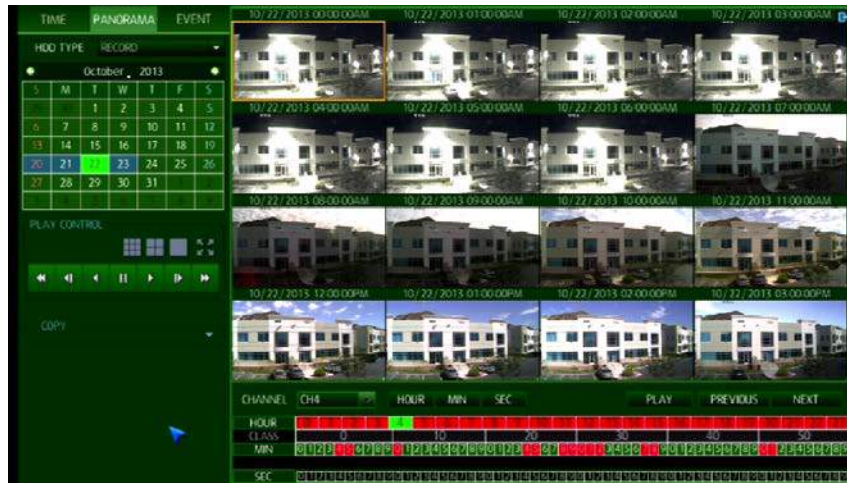 TIME PANORAMA EVENT
HDD TYPE RECORD
October 2013
S M T W T F S
1 2 3 4 5
6 7 8 9 10 11 12
13 14 15 16 17 18 19
20 21 22 23 24 25 26
27 28 29 30 31
PLAY CONTROL
COPY
10/22/2013 00:00:00AM 10/22/2013 01:00:00AM 10/22/2013 02:00:00AM 10/22/2013 03:00:00AM
10/22/2013 04:00:00AM 10/22/2013 05:00:00AM 10/22/2013 06:00:00AM 10/22/2013 07:00:00AM
10/22/2013 08:00:00AM 10/22/2013 09:00:00AM 10/22/2013 10:00:00AM 10/22/2013 11:00:00AM
10/22/2013 12:00:00PM 10/22/2013 01:00:00PM 10/22/2013 02:00:00PM 10/22/2013 03:00:00PM
CHANNEL CH4 HOUR MIN SEC PLAY PREVIOUS NEXT
HOUR 4
CLASS 0 10 20 30 40 50
MIN
SEC